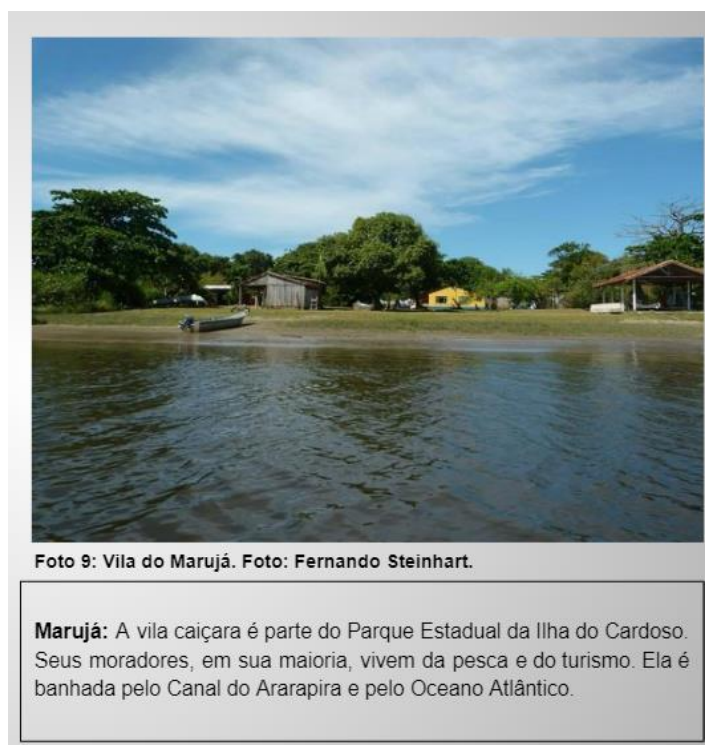 Foto 9: Vila do Marujá. Foto: Fernando Steinhart.
Marujá: A vila caiçara é parte do Parque Estadual da Ilha do Cardoso.
Seus moradores, em sua maioria, vivem da pesca e do turismo. Ela é
banhada pelo Canal do Ararapira e pelo Oceano Atlântico.